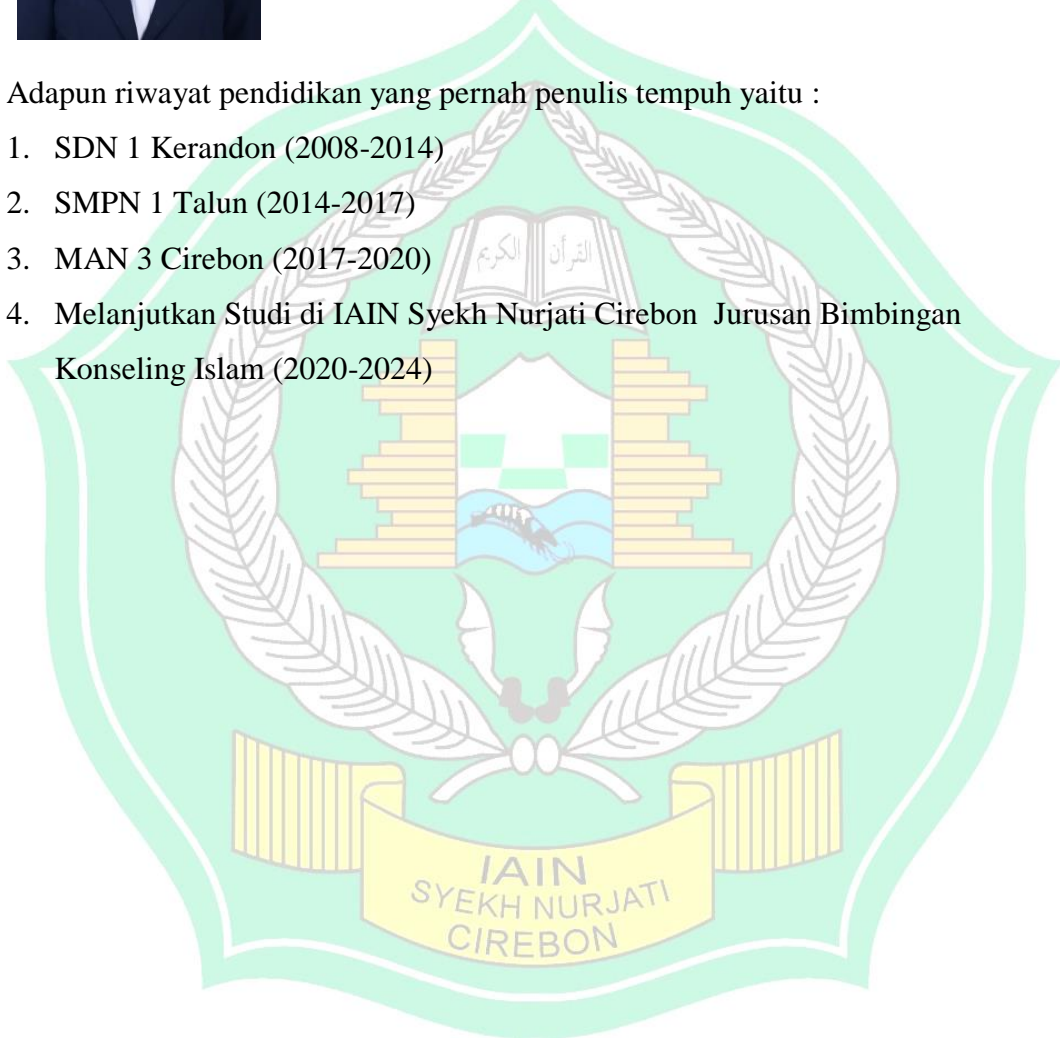 Adapun riwayat pendidikan yang pernah penulis tempuh yaitu :
1. SDN 1 Kerandon (2008-2014)
2. SMPN 1 Talun (2014-2017)
3. MAN 3 Cirebon (2017-2020)
القرآن الكريم
4. Melanjutkan Studi di IAIN Syekh Nurjati Cirebon Jurusan Bimbingan
Konseling Islam (2020-2024)
IAIN
SYEKH NURJATI
CIREBON